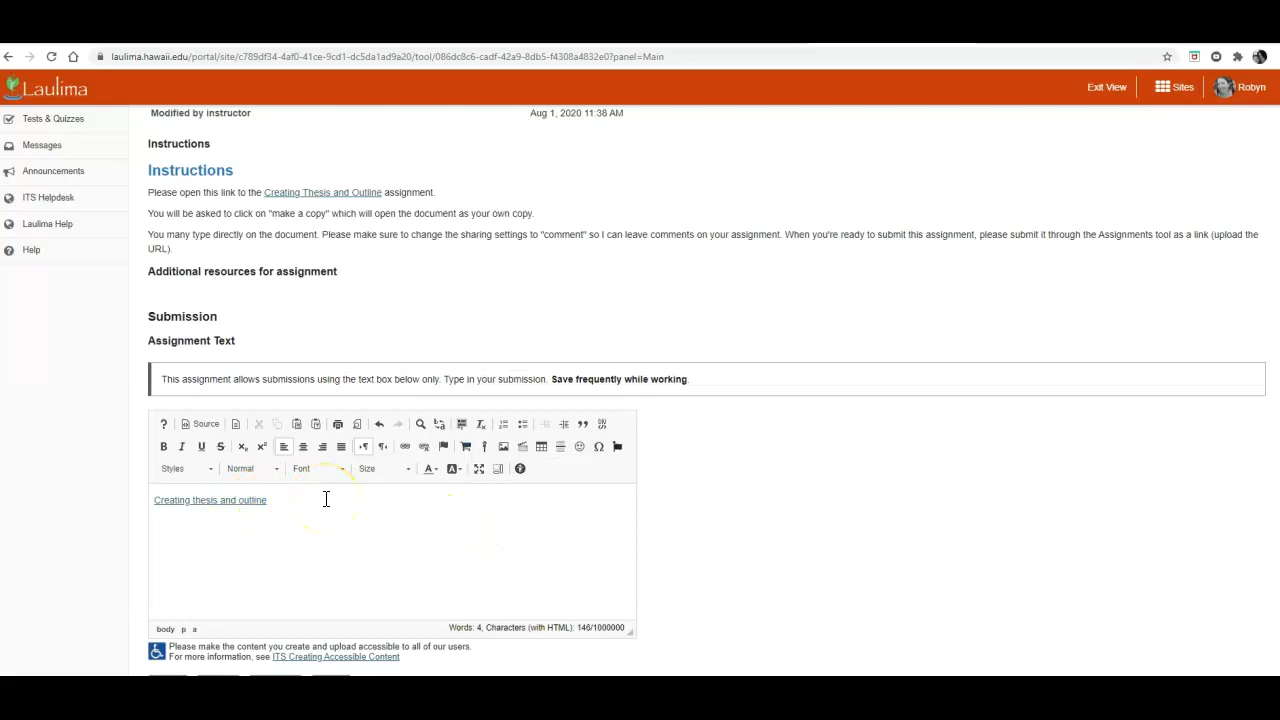 laulima.hawaii.edu/portal/site/c789df34-4af0-41ce-9cd1-dc5da1ad9a20/tool/086dc8c6-cadf-42a9-8db5-f4308a4832e0?panel=Main
Laulima
Exit View
Sites
Robyn
Tests & Quizzes
Messages
Announcements
ITS Helpdesk
Laulima Help
Help
Modified by instructor
Aug 1, 2020 11:38 AM
Instructions
Instructions
Please open this link to the Creating Thesis and Outline assignment.
You will be asked to click on "make a copy" which will open the document as your own copy.
You many type directly on the document. Please make sure to change the sharing settings to "comment" so I can leave comments on your assignment. When you're ready to submit this assignment, please submit it through the Assignments tool as a link (upload the
URL).
Additional resources for assignment
Submission
Assignment Text
This assignment allows submissions using the text box below only. Type in your submission. Save frequently while working.
Source
Styles
Normal
Font
Size
Creating thesis and outline
body p a
Words: 4, Characters (with HTML): 146/1000000
Please make the content you create and upload accessible to all of our users.
For more information, see ITS Creating Accessible Content